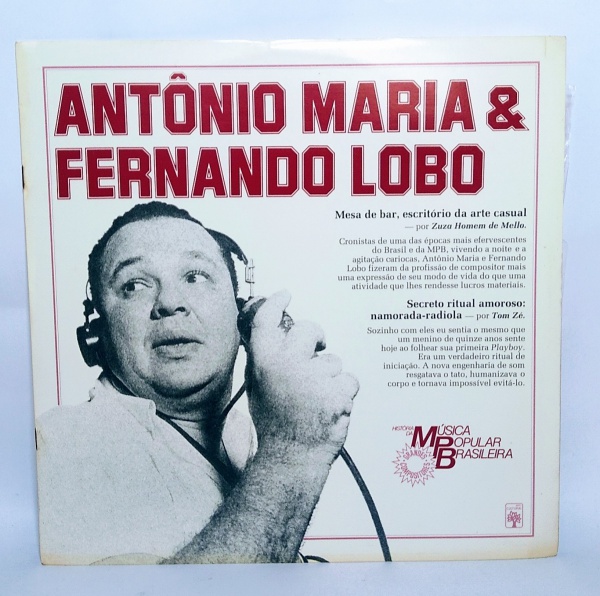 ANTÔNIO MARIA &
FERNANDO LOBO
Mesa de bar, escritório da arte casual
— por Zuza Homem de Mello.
Cronistas de uma das épocas mais efervescentes
do Brasil e da MPB, vivendo a noite e a
agitação cariocas, Antônio Maria e Fernando
Lobo fizeram da profissão de compositor mais
uma expressão de seu modo de vida do que uma
atividade que lhes rendesse lucros materiais.
Secreto ritual amoroso:
namorada-radiola — por Tom Zé.
Sozinho com eles eu sentia o mesmo que
um menino de quinze anos sente
hoje ao folhear sua primeira Playboy.
Era um verdadeiro ritual de
iniciação. A nova engenharia de som
resgatava o tato, humanizava o
corpo e tornava impossível evitá-lo.
HISTÓRIA DA MÚSICA
POPULAR
BRASILEIRA
GRANDES COMPOSITORES